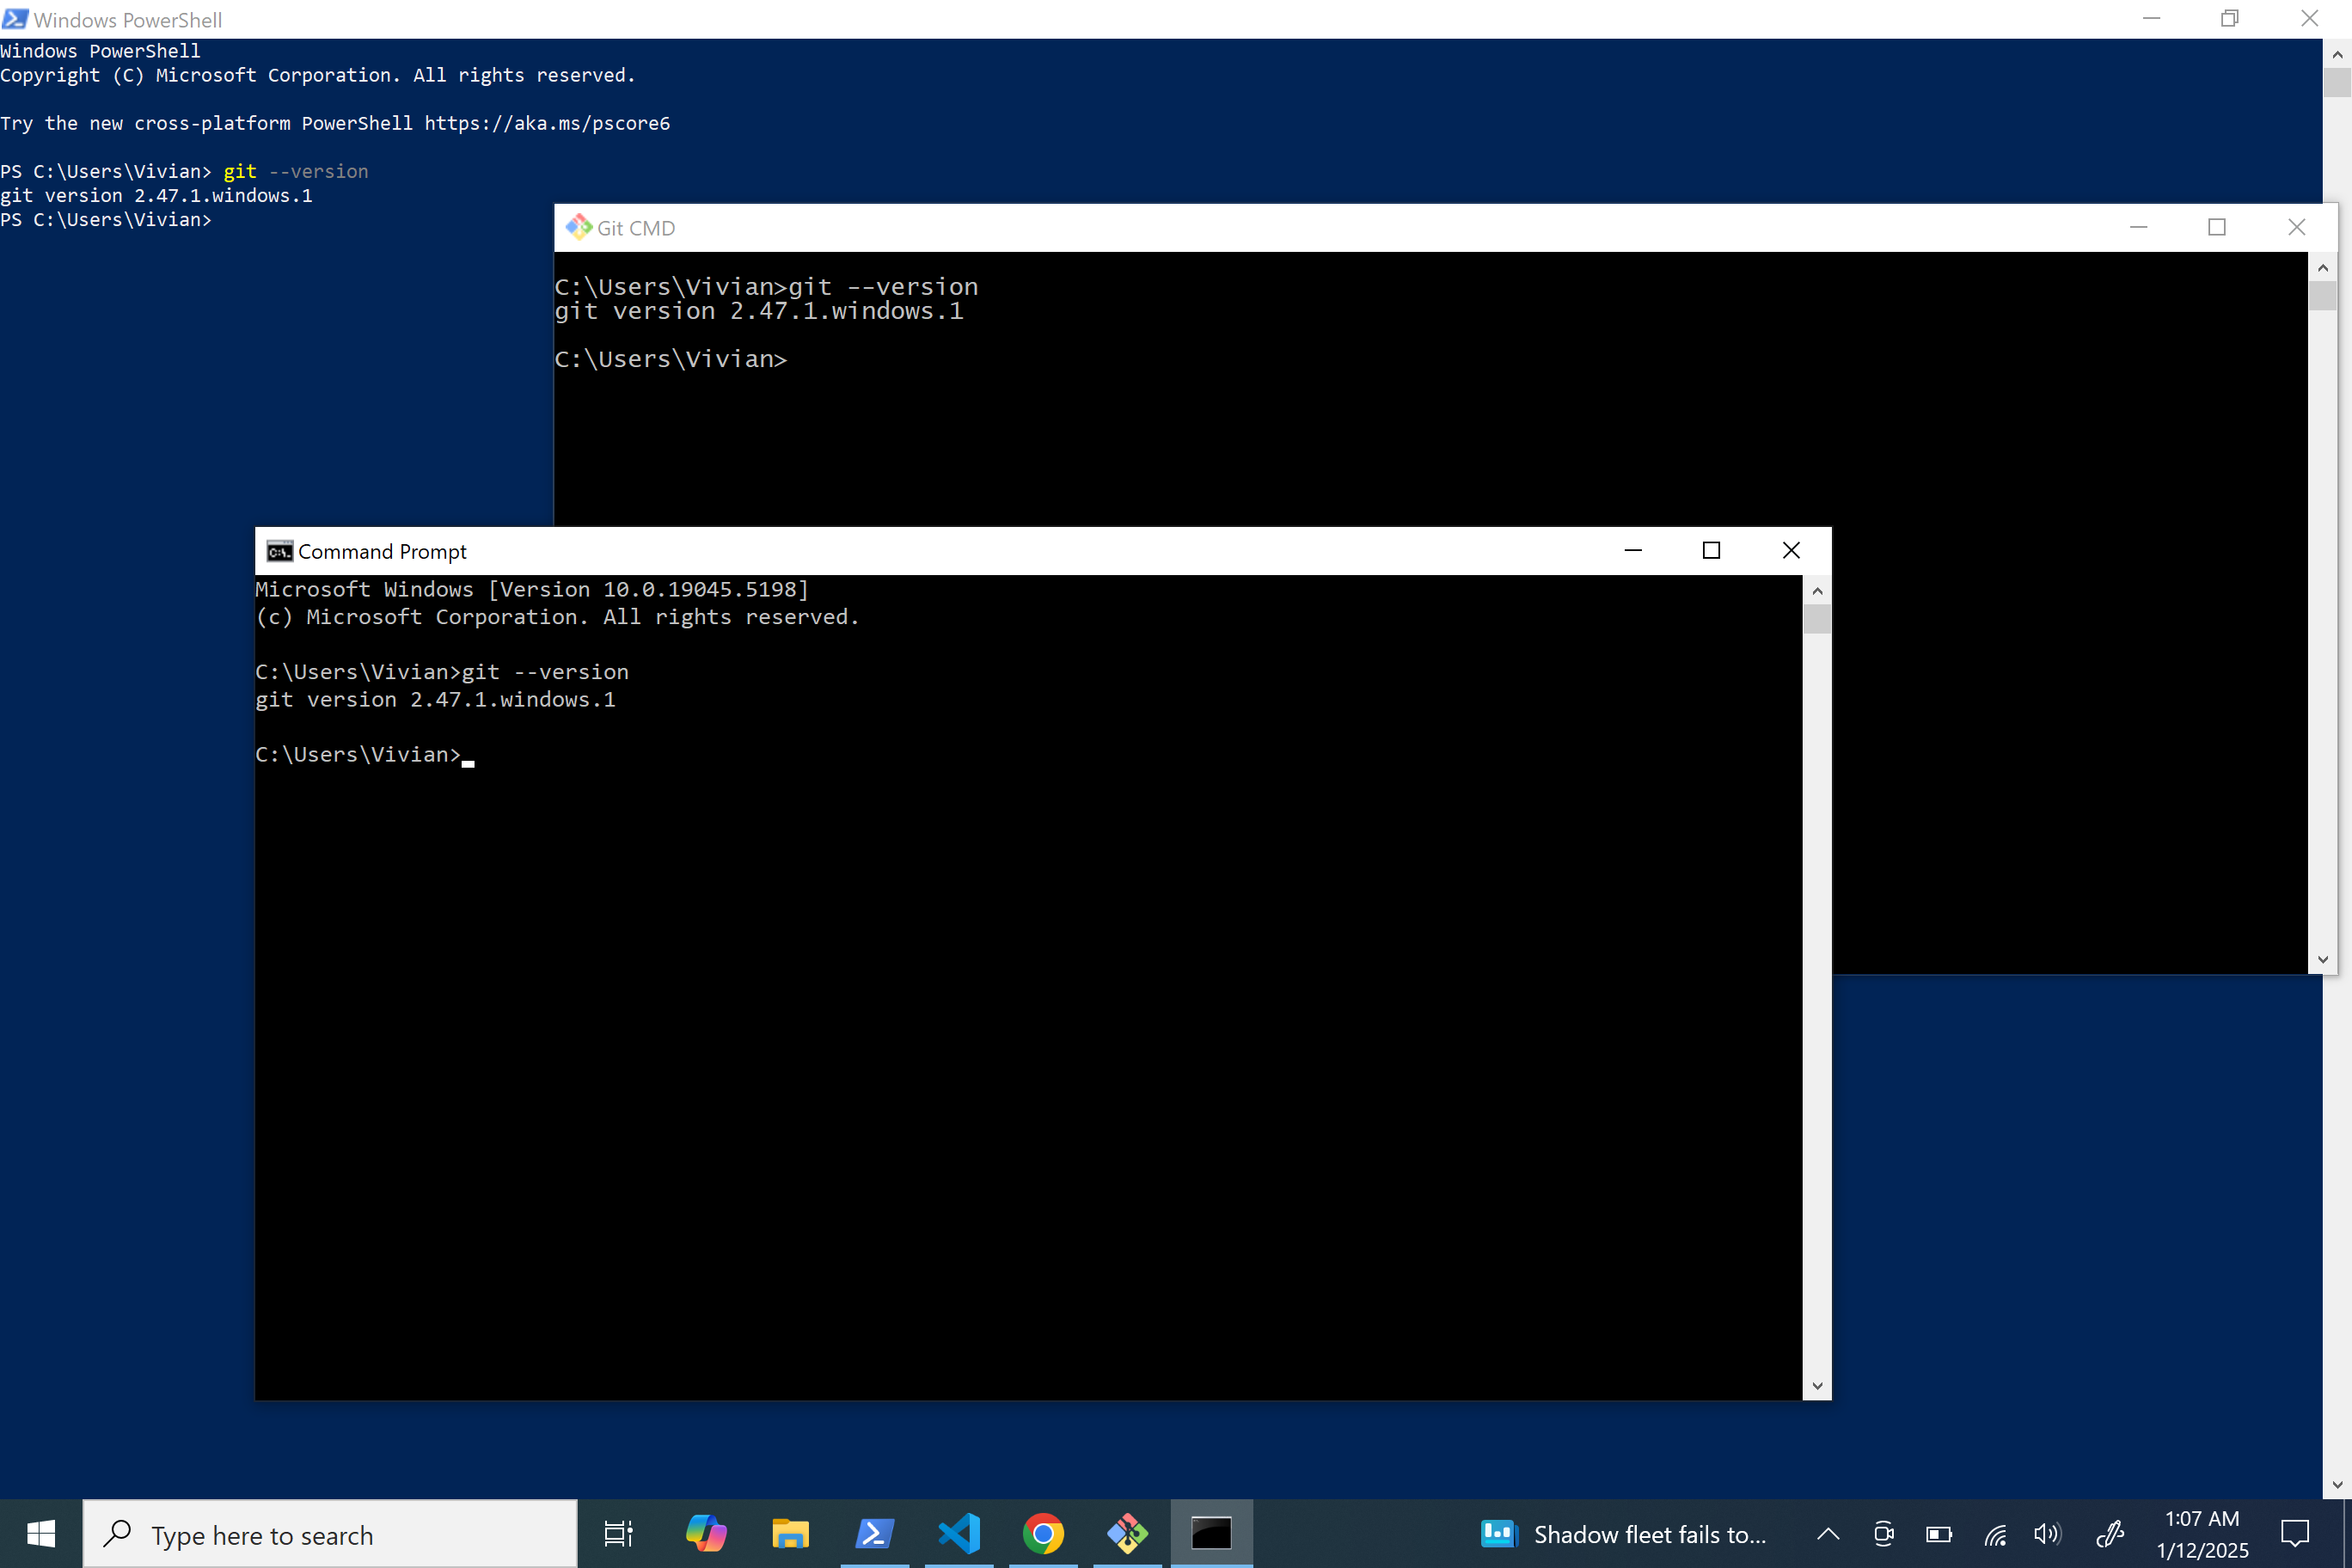 Windows PowerShell
Windows PowerShell
Copyright (C) Microsoft Corporation. All rights reserved.
Try the new cross-platform PowerShell https://aka.ms/pscore6
PS C:\Users\Vivian> git --version
git version 2.47.1.windows.1
PS C:\Users\Vivian>
Git CMD
C:\Users\Vivian>git --version
git version 2.47.1.windows.1
C:\Users\Vivian>
Command Prompt
Microsoft Windows [Version 10.0.19045.5198]
(c) Microsoft Corporation. All rights reserved.
C:\Users\Vivian>git --version
git version 2.47.1.windows.1
C:\Users\Vivian>
Type here to search
Shadow fleet fails to...
1:07 AM
1/12/2025